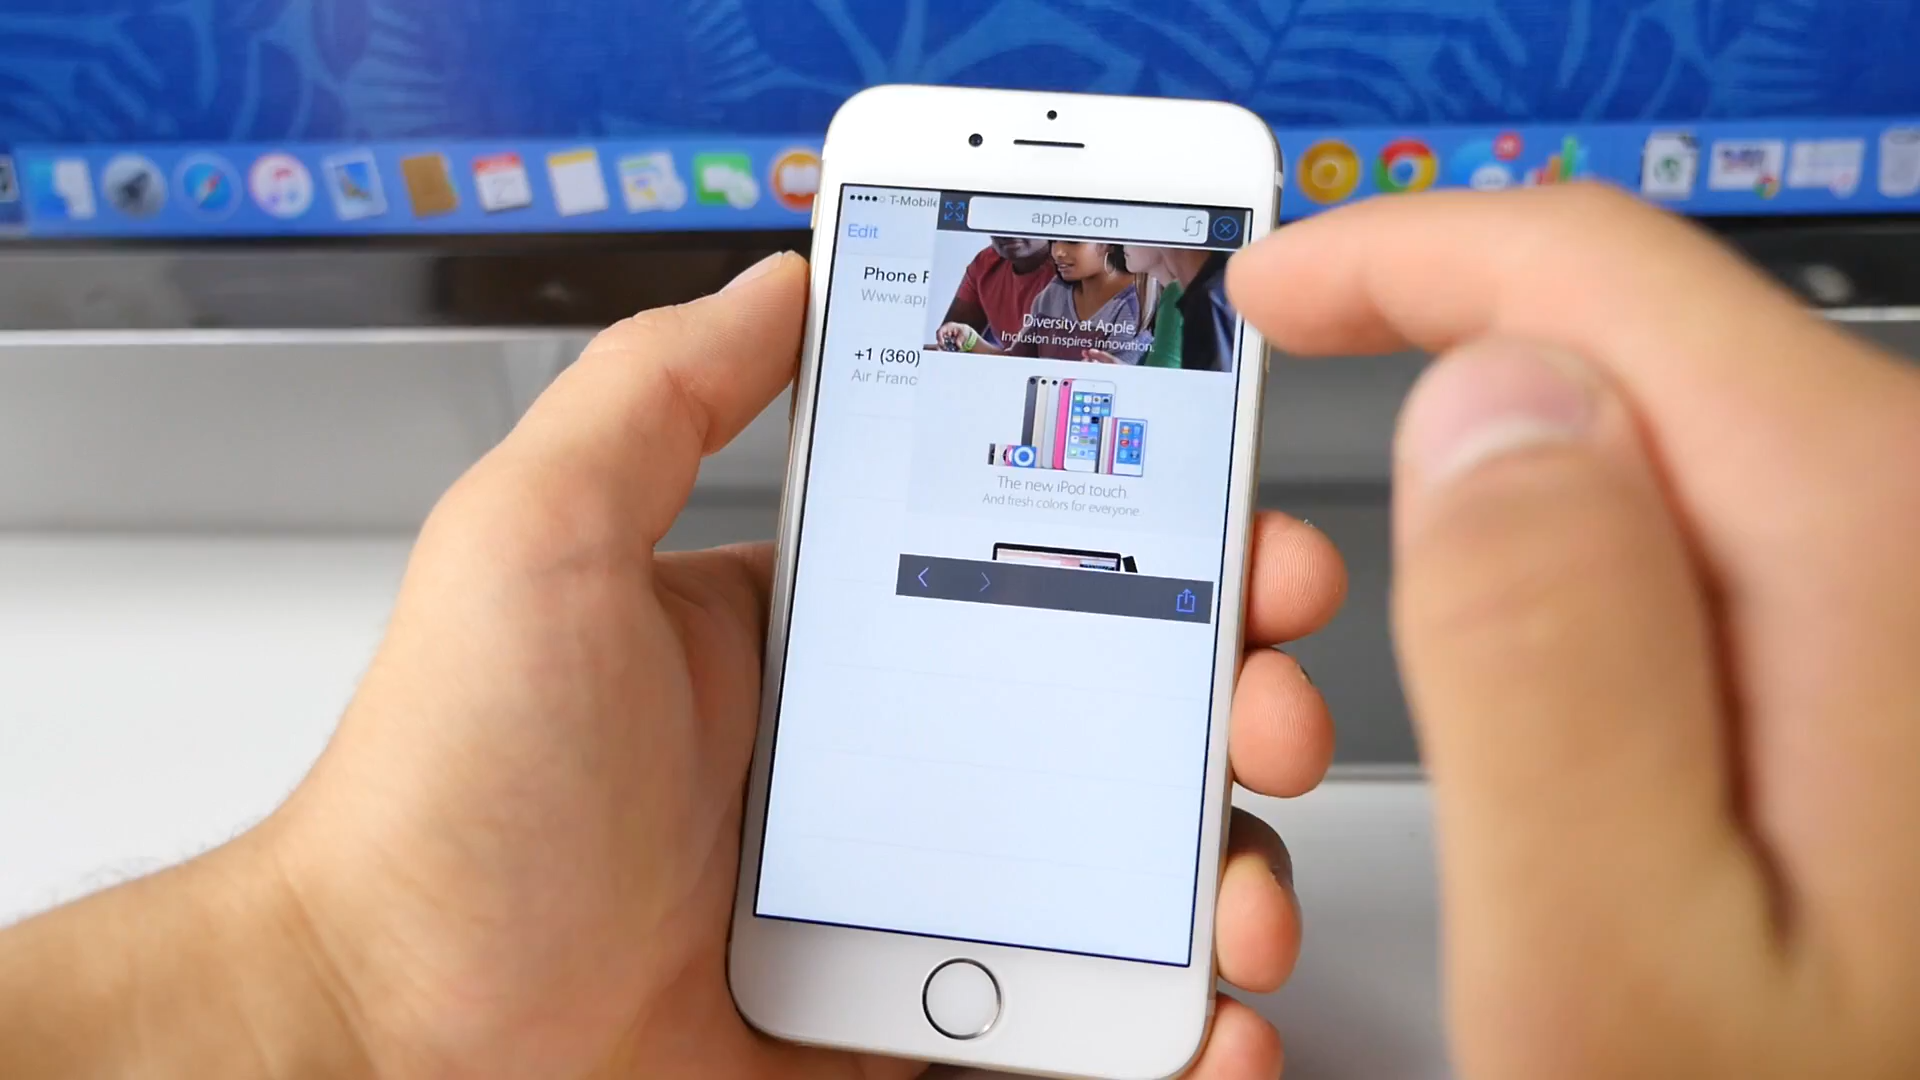 T-Mobile
apple.com
Edit
Phone
Www.app
Diversity at Apple.
Inclusion inspires innovation.
+1 (360)
Air Franc
The new iPod touch.
And fresh colors for everyone.